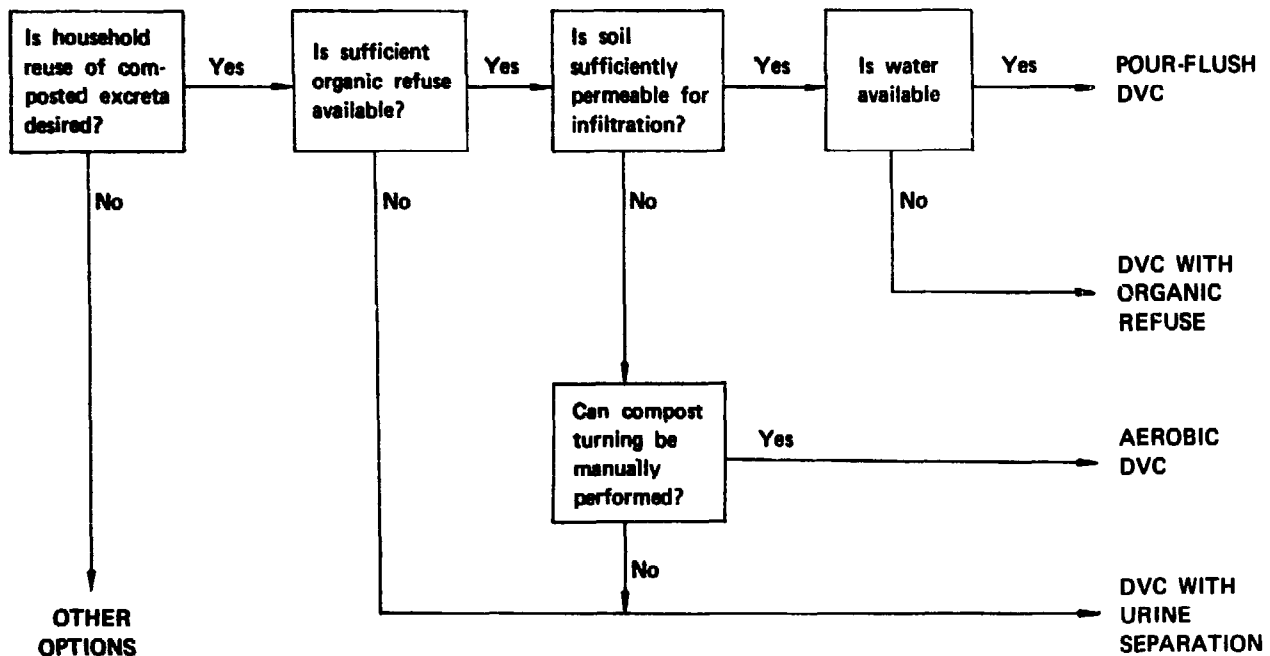 Is household
reuse of com-
posted excreta
desired?
Yes
Is sufficient
organic refuse
available?
Yes
Is soil
sufficiently
permeable for
infiltration?
Yes
Is water
available
Yes
POUR-FLUSH
DVC
No
No
No
No
DVC WITH
ORGANIC
REFUSE
Can compost
turning be
manually
performed?
Yes
AEROBIC
DVC
No
OTHER
OPTIONS
DVC WITH
URINE
SEPARATION